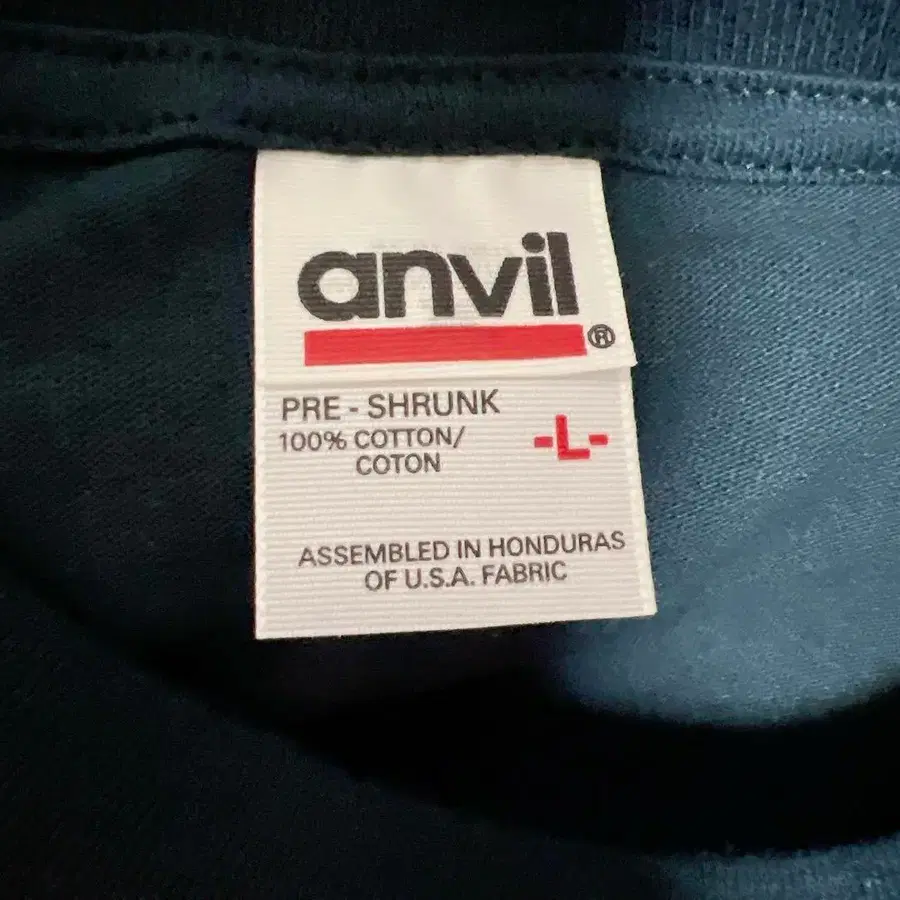 anvil®
PRE - SHRUNK
100% COTTON/
COTON
-L-
ASSEMBLED IN HONDURAS
OF U.S.A. FABRIC